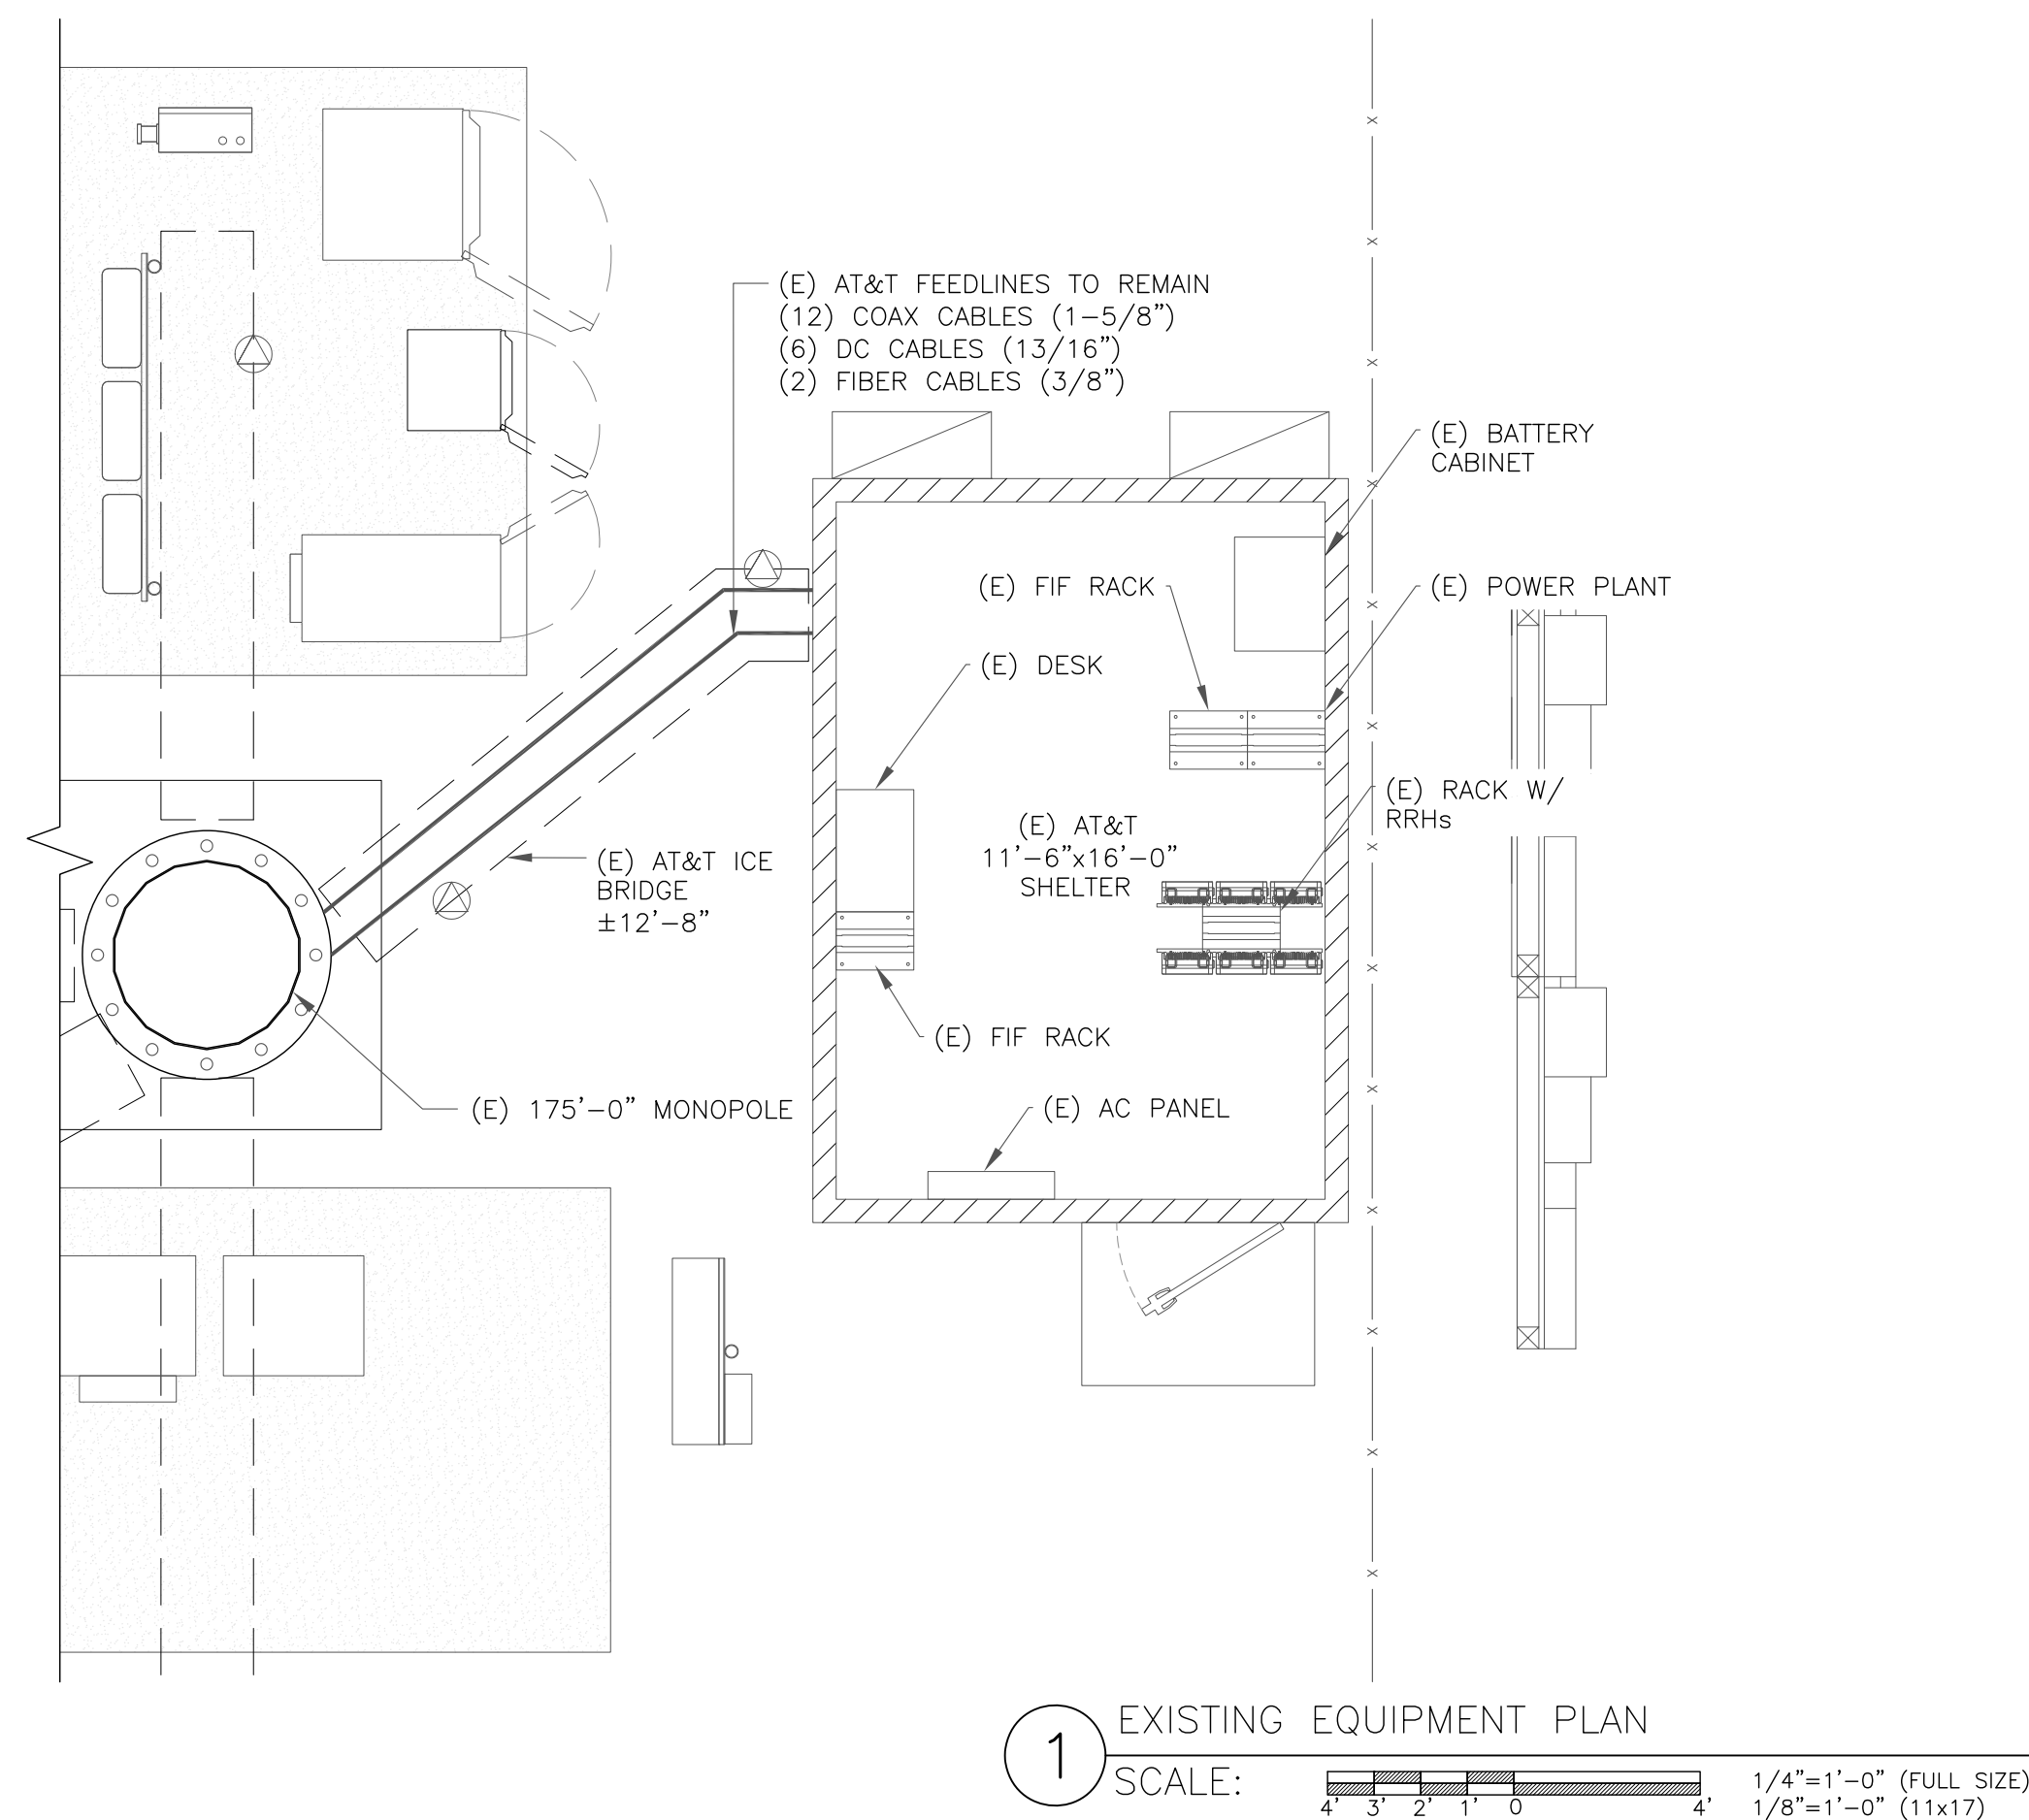 (E) AT&T FEEDLINES TO REMAIN
(12) COAX CABLES (1-5/8")
(6) DC CABLES (13/16")
(2) FIBER CABLES (3/8")
(E) BATTERY
CABINET
(E) FIF RACK
(E) POWER PLANT
(E) DESK
(E) RACK W/
RRHs
(E) AT&T
11'-6"x16'-0"
SHELTER
(E) AT&T ICE
BRIDGE
±12'-8"
(E) FIF RACK
(E) 175'-0" MONOPOLE
(E) AC PANEL
1
EXISTING EQUIPMENT PLAN
SCALE:
4' 3' 2' 1' 0 4'
1/4"=1'-0" (FULL SIZE)
1/8"=1'-0" (11x17)